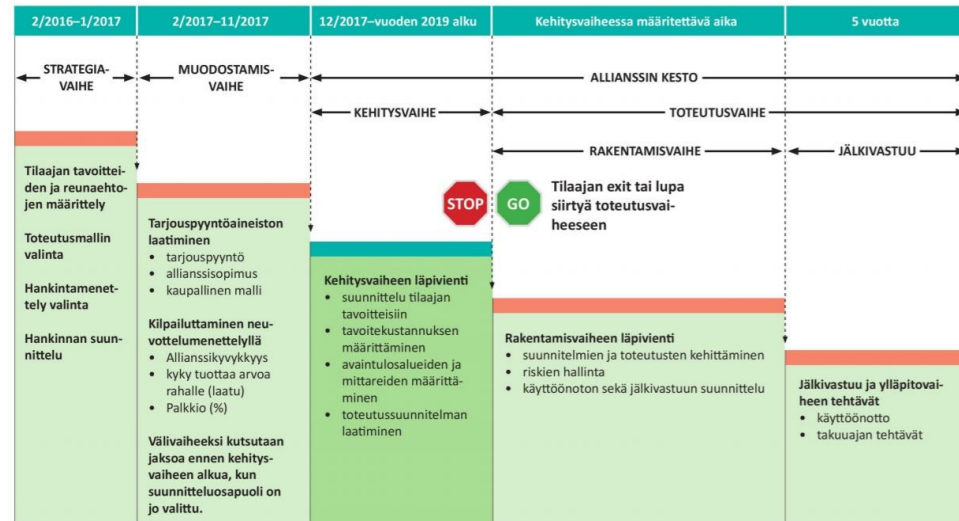 2/2016–1/2017
2/2017–11/2017
12/2017–vuoden 2019 alku
Kehitysvaiheessa määritettävä aika
5 vuotta
STRATEGIA-
VAIHE
MUODOSTAMIS-
VAIHE
ALLIANSSIN KESTO
KEHITYSVAIHE
TOTEUTUSVAIHE
RAKENTAMISVAIHE
JÄLKIVASTUU
Tilaajan tavoittei-
den ja reunaehto-
jen määrittely
Toteutusmallin
valinta
Hankintamenet-
tely valinta
Hankinnan suun-
nittelu
Tarjouspyyntöaineiston
laatiminen
• tarjouspyyntö
• allianssisopimus
• kaupallinen malli
Kilpailuttaminen neu-
vottelumenettelyllä
• Allianssikyvykkyys
• kyky tuottaa arvoa
rahalle (laatu)
• Palkkio (%)
Välivaiheeksi kutsutaan
jaksoa ennen kehitys-
vaiheen alkua, kun
suunnitteluosapuoli on
jo valittu.
STOP
GO
Tilaajan exit tai lupa
siirtyä toteutusvai-
heeseen
Kehitysvaiheen läpivienti
• suunnittelu tilaajan
tavoitteisiin
• tavoitekustannuksen
määrittäminen
• avaintulosalueiden ja
mittareiden määrittä-
minen
• toteutussuunnitelman
laatiminen
Rakentamisvaiheen läpivienti
• suunnitelmien ja toteutusten kehittäminen
• riskien hallinta
• käyttöönoton sekä jälkivastuun suunnittelu
Jälkivastuu ja ylläpitovai-
heen tehtävät
• käyttöönotto
• takuuajan tehtävät